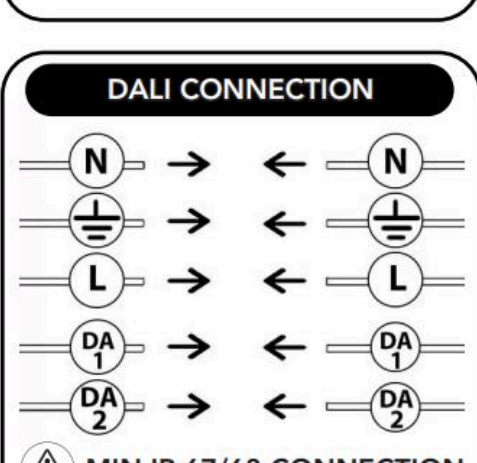 DALI CONNECTION
N N
L L
DA 1 DA 1
DA 2 DA 2
MIN IP 67/68 CONNECTION